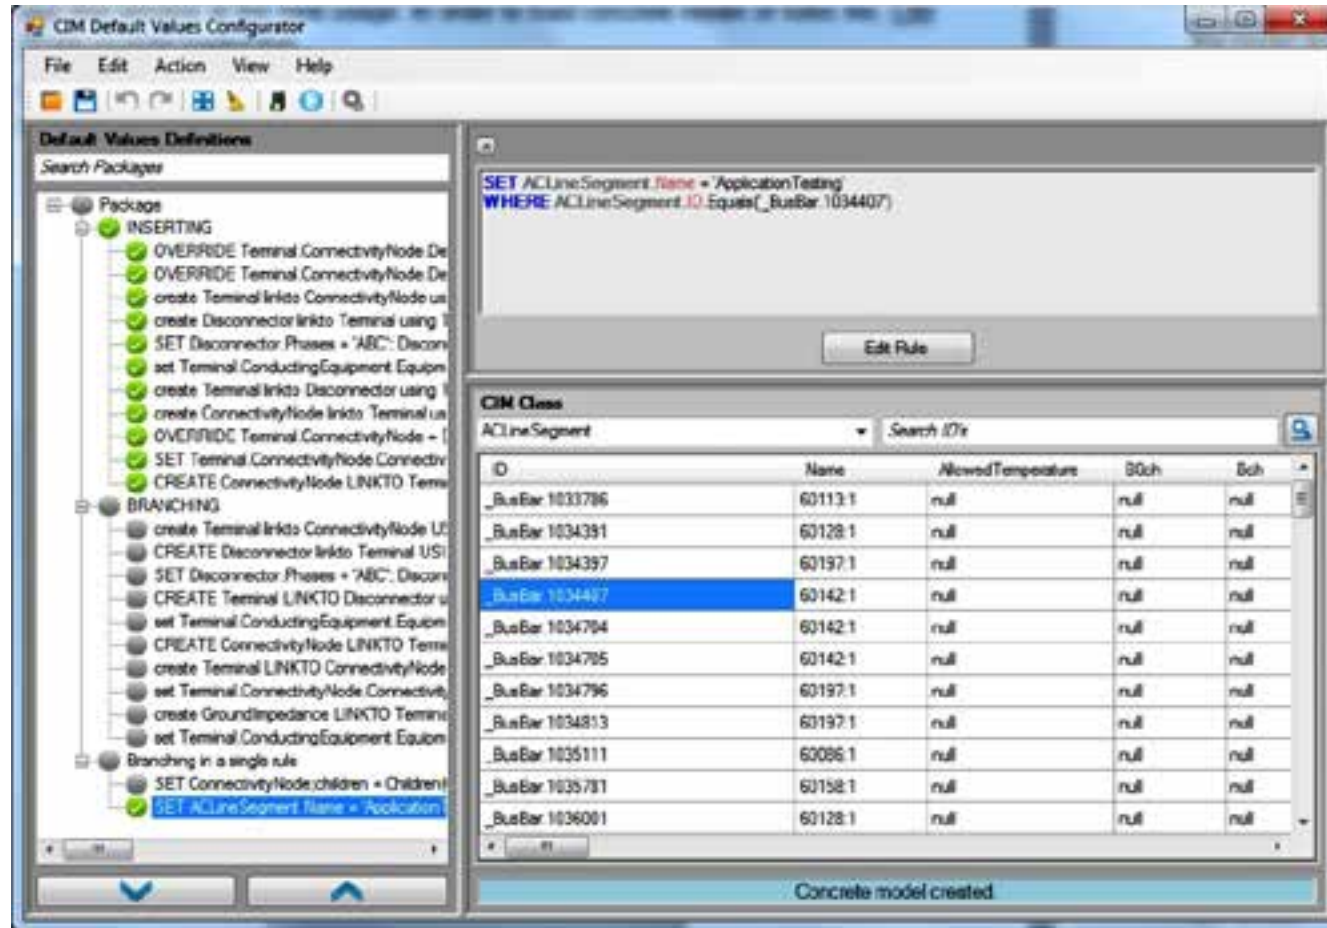 CIM Default Values Configurator
File Edit Action View Help
Default Values Definitions
Search Packages
Package
INSERTING
OVERRIDE Terminal.ConnectivityNode.De
OVERRIDE Terminal.ConnectivityNode.De
create Terminal linkto ConnectivityNode us
create Disconnector linkto Terminal using
SET Disconnector.Phases = "ABC"; Discon
set Terminal.ConductingEquipment.Equipm
create Terminal linkto Disconnector using
create ConnectivityNode linkto Terminal us
OVERRIDE Terminal.ConnectivityNode =
SET Terminal.ConnectivityNode.Connectiv
CREATE ConnectivityNode LINKTO Termi
BRANCHING
create Terminal linkto ConnectivityNode US
CREATE Disconnector linkto Terminal USI
SET Disconnector.Phases = "ABC"; Discon
CREATE Terminal LINKTO Disconnector u
set Terminal.ConductingEquipment.Equipm
CREATE ConnectivityNode LINKTO Termi
create Terminal LINKTO ConnectivityNode
set Terminal.ConnectivityNode.Connectivity
create GroundImpedance LINKTO Termina
set Terminal.ConductingEquipment.Equipm
Branching in a single rule
SET ConnectivityNode;children = Children
SET ACLineSegment.Name = 'Application
SET ACLineSegment.Name = 'ApplicationTesting'
WHERE ACLineSegment.ID.Equals('_BusBar 1034407')
Edit Rule
CIM Class
ACLineSegment Search ID's
ID Name AllowedTemperature B0ch Bch
_BusBar 1033786 60113:1 null null null
_BusBar 1034391 60128:1 null null null
_BusBar 1034397 60197:1 null null null
_BusBar 1034407 60142:1 null null null
_BusBar 1034704 60142:1 null null null
_BusBar 1034705 60142:1 null null null
_BusBar 1034796 60197:1 null null null
_BusBar 1034813 60197:1 null null null
_BusBar 1035111 60086:1 null null null
_BusBar 1035781 60158:1 null null null
_BusBar 1036001 60128:1 null null null
Concrete model created.